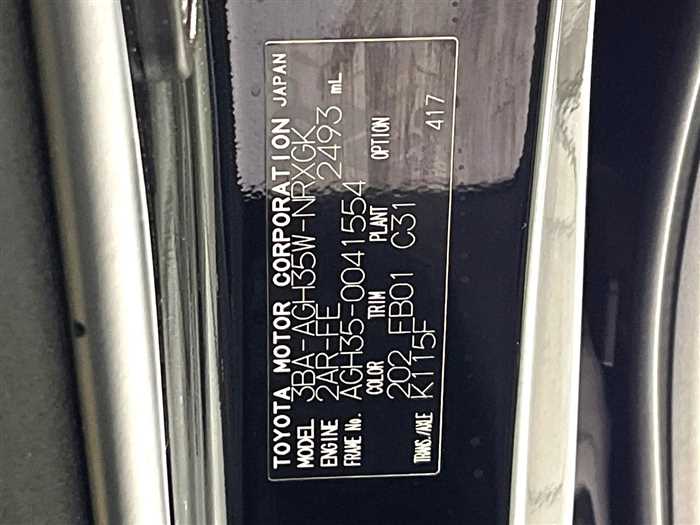 TOYOTA MOTOR CORPORATION JAPAN
MODEL 3BA-AGH35W-NRXGK
ENGINE 2AR-FE 2493 mL
FRAME No. AGH35-0041554
COLOR TRIM PLANT OPTION
202 FB01 C31 417
TRANS./AXLE K115F